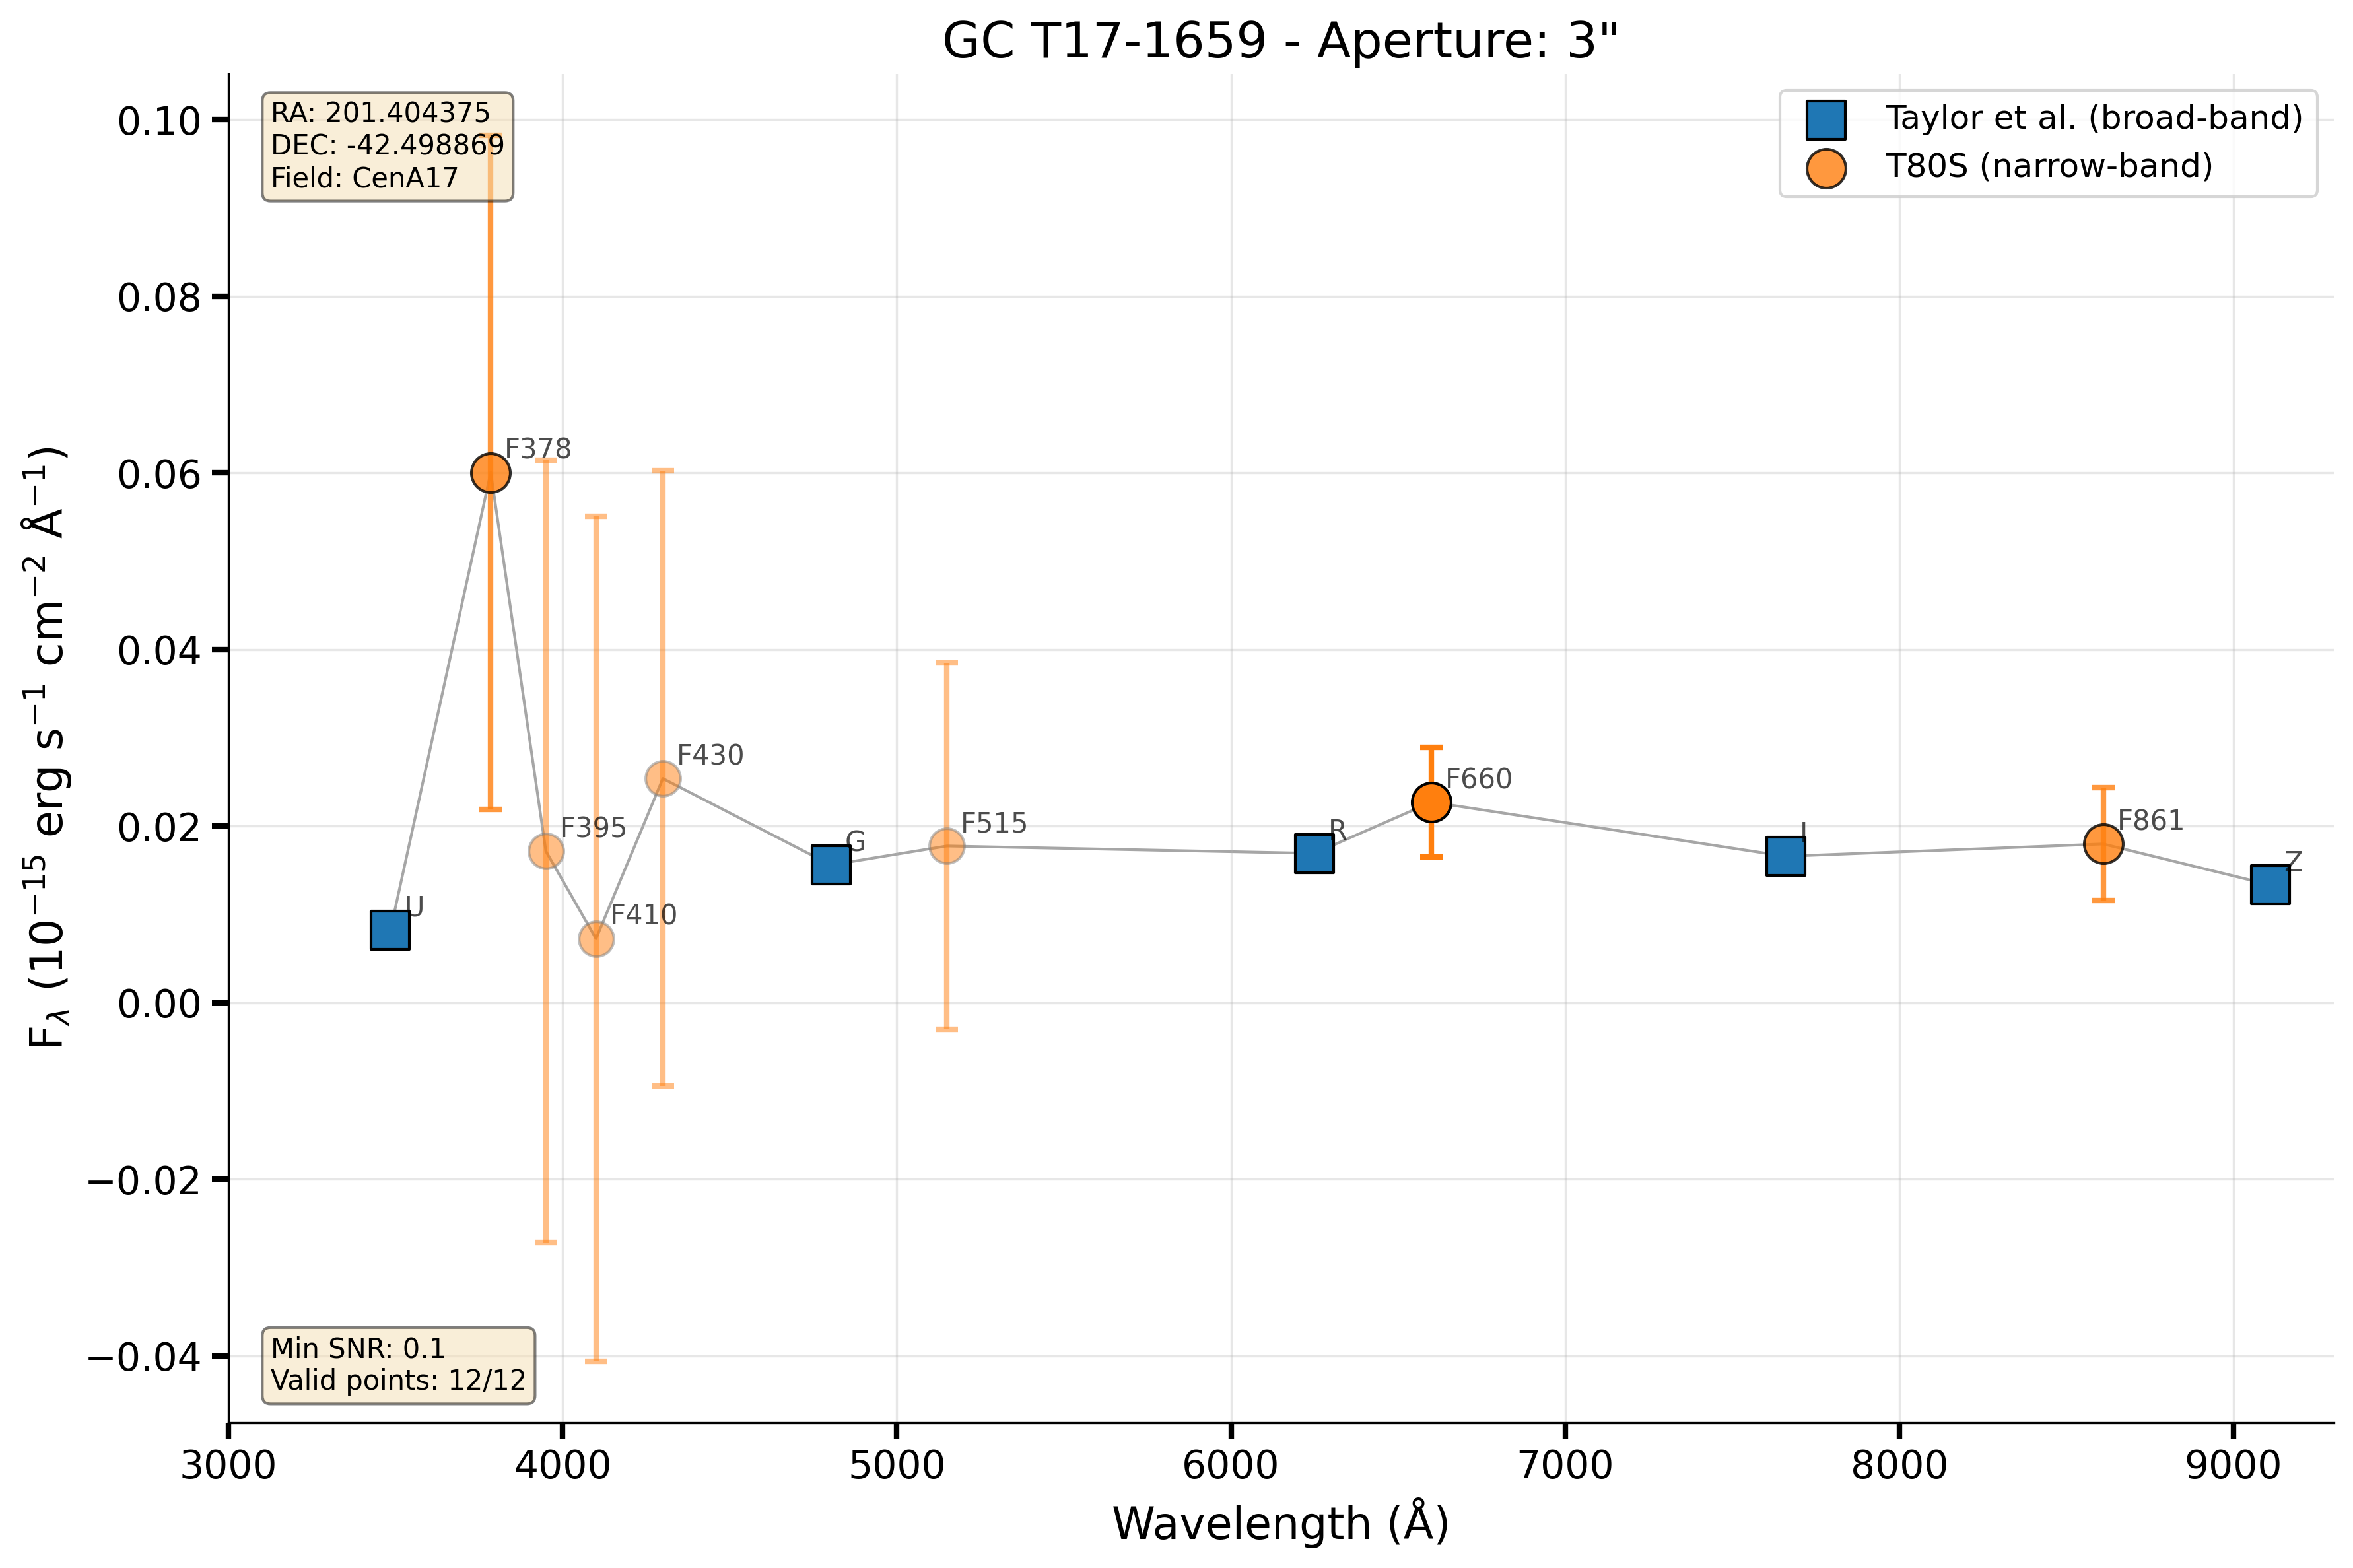 GC T17-1659 - Aperture: 3"
RA: 201.404375
DEC: -42.498869
Field: CenA17
Taylor et al. (broad-band)
T80S (narrow-band)
F_λ (10⁻¹⁵ erg s⁻¹ cm⁻² Å⁻¹)
0.10
0.08
0.06
0.04
0.02
0.00
−0.02
−0.04
U
F378
F395
F410
F430
G
F515
R
F660
I
F861
Z
Min SNR: 0.1
Valid points: 12/12
3000
4000
5000
6000
7000
8000
9000
Wavelength (Å)